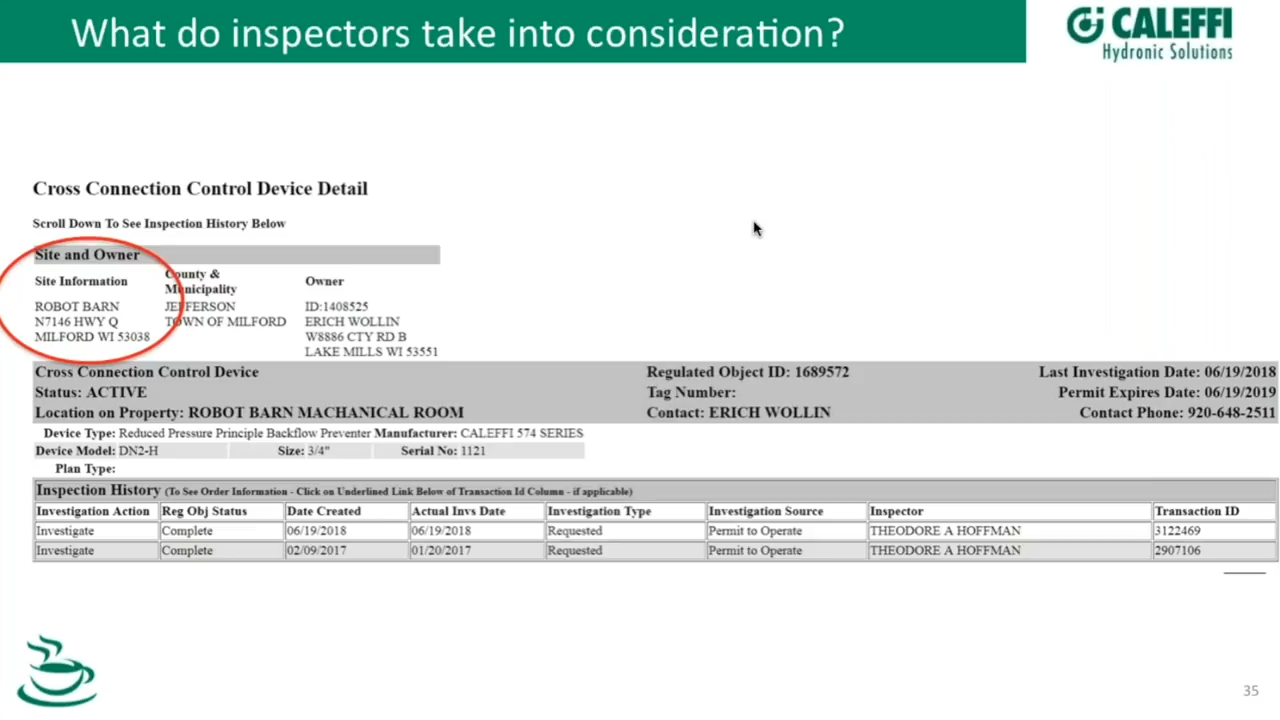 What do inspectors take into consideration?
CALEFFI
Hydronic Solutions
Cross Connection Control Device Detail
Scroll Down To See Inspection History Below
Site and Owner
Site Information County & Municipality Owner
ROBOT BARN JEFFERSON ID:1408525
N7146 HWY Q TOWN OF MILFORD ERICH WOLLIN
MILFORD WI 53038 W8886 CTY RD B
LAKE MILLS WI 53551
Cross Connection Control Device Regulated Object ID: 1689572 Last Investigation Date: 06/19/2018
Status: ACTIVE Tag Number: Permit Expires Date: 06/19/2019
Location on Property: ROBOT BARN MACHANICAL ROOM Contact: ERICH WOLLIN Contact Phone: 920-648-2511
Device Type: Reduced Pressure Principle Backflow Preventer Manufacturer: CALEFFI 574 SERIES
Device Model: DN2-H Size: 3/4" Serial No: 1121
Plan Type:
Inspection History (To See Order Information - Click on Underlined Link Below of Transaction Id Column - if applicable)
Investigation Action Reg Obj Status Date Created Actual Invs Date Investigation Type Investigation Source Inspector Transaction ID
Investigate Complete 06/19/2018 06/19/2018 Requested Permit to Operate THEODORE A HOFFMAN 3122469
Investigate Complete 02/09/2017 01/20/2017 Requested Permit to Operate THEODORE A HOFFMAN 2907106
35